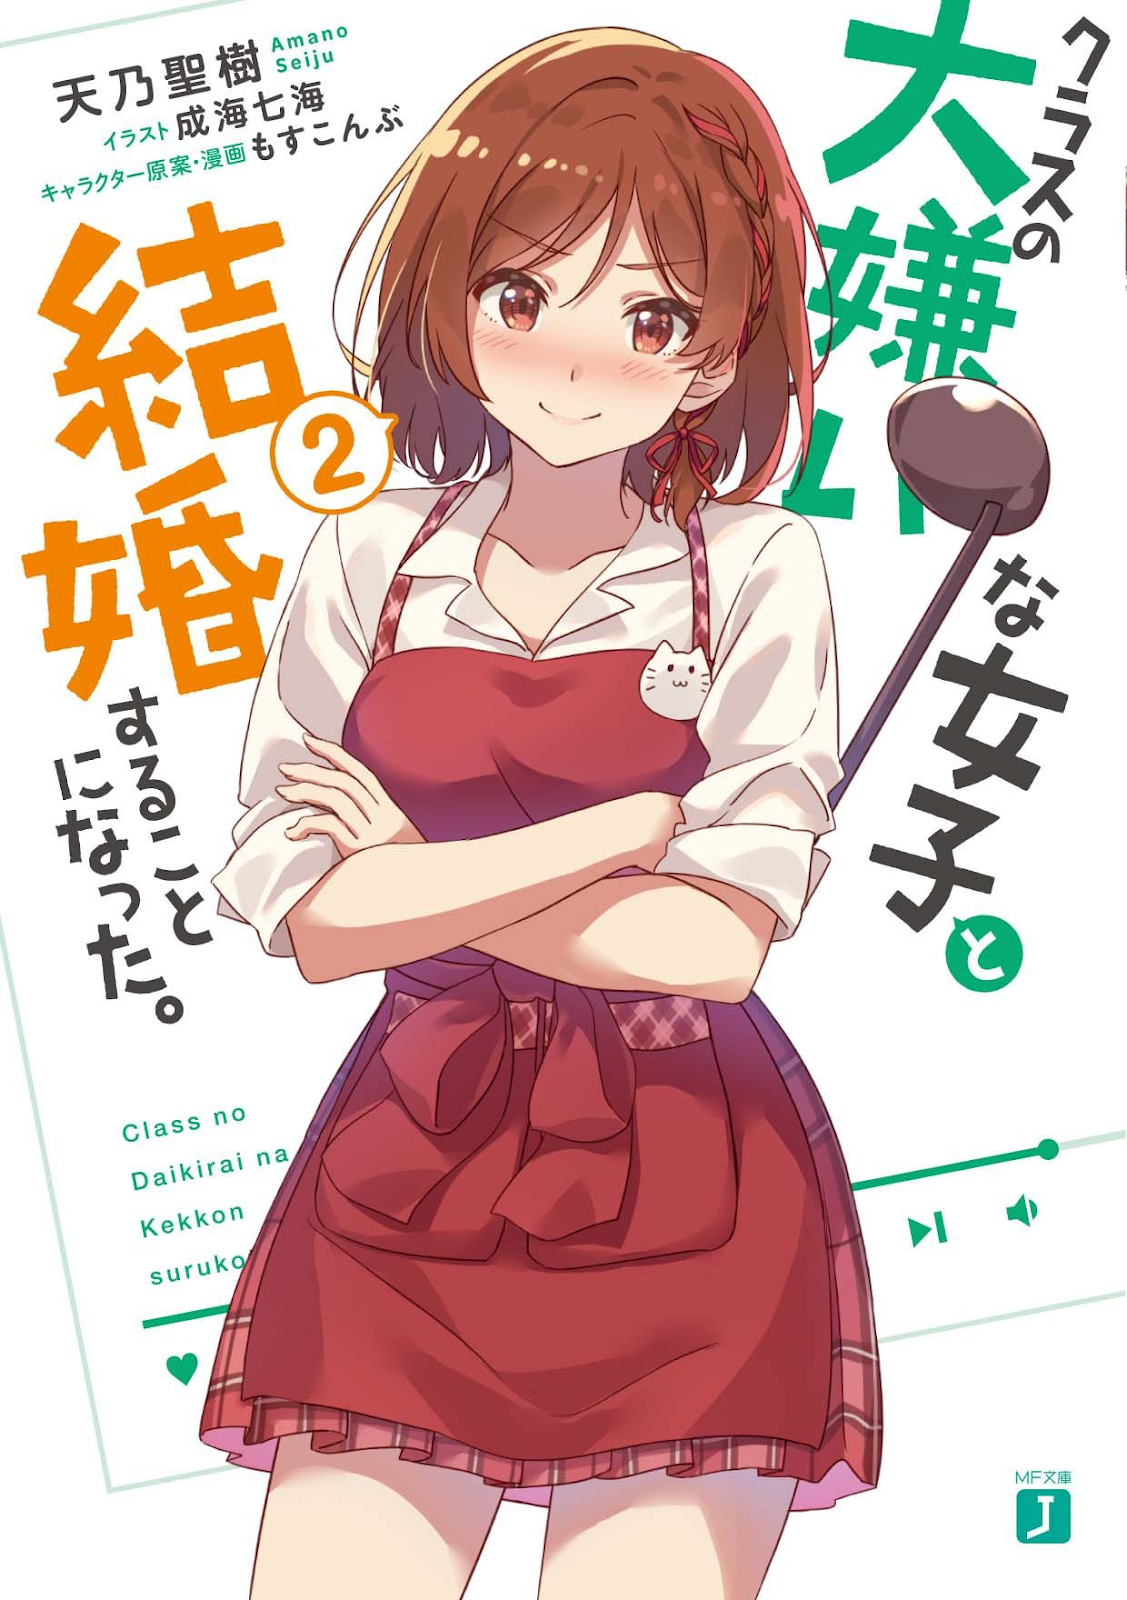 クラスの
大嫌い
な女子と
結婚
2
すること
になった。
天乃聖樹
Amano
Seiju
イラスト 成海七海
キャラクター原案・漫画 もすこんぶ
Class no
Daikirai na
Kekkon
suruko
MF文庫
J